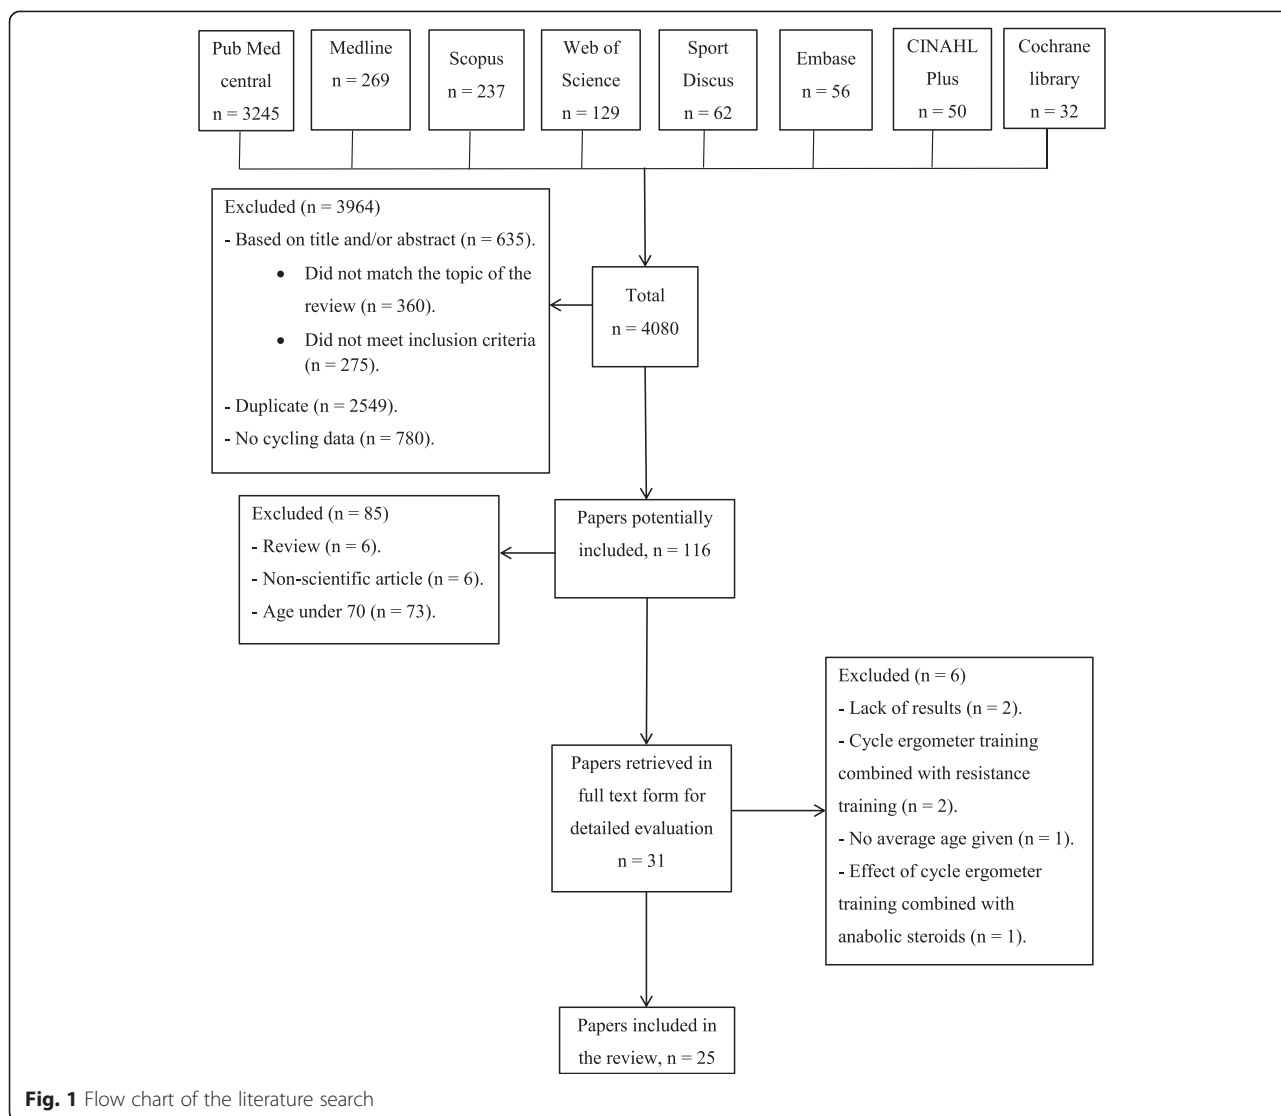 Pub Med
central
n = 3245
Medline
n = 269
Scopus
n = 237
Web of
Science
n = 129
Sport
Discus
n = 62
Embase
n = 56
CINAHL
Plus
n = 50
Cochrane
library
n = 32
Excluded (n = 3964)
- Based on title and/or abstract (n = 635).
• Did not match the topic of the
review (n = 360).
• Did not meet inclusion criteria
(n = 275).
- Duplicate (n = 2549).
- No cycling data (n = 780).
Total
n = 4080
Excluded (n = 85)
- Review (n = 6).
- Non-scientific article (n = 6).
- Age under 70 (n = 73).
Papers potentially
included, n = 116
Papers retrieved in
full text form for
detailed evaluation
n = 31
Excluded (n = 6)
- Lack of results (n = 2).
- Cycle ergometer training
combined with resistance
training (n = 2).
- No average age given (n = 1).
- Effect of cycle ergometer
training combined with
anabolic steroids (n = 1).
Papers included in
the review, n = 25
Fig. 1 Flow chart of the literature search